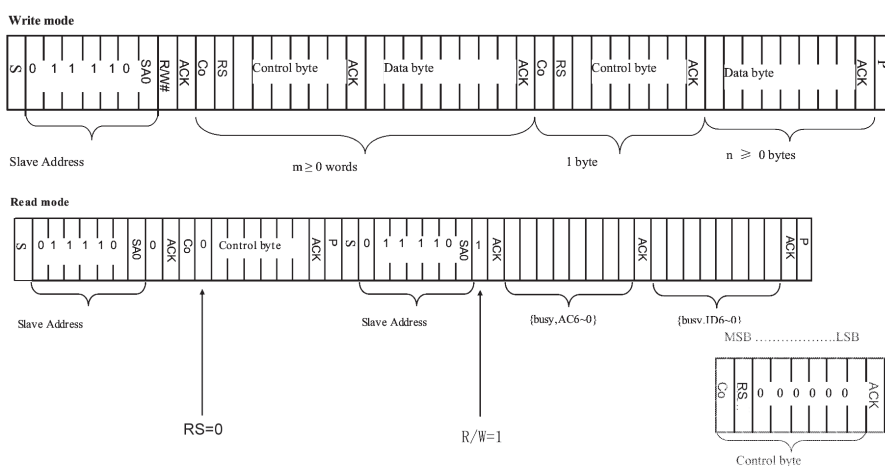 Write mode
S 0 1 1 1 1 0 SA0 R/W# ACK Co RS Control byte ACK Data byte ACK Co RS Control byte ACK Data byte ACK P
Slave Address
m ≥ 0 words
1 byte
n ≥ 0 bytes
Read mode
S 0 1 1 1 1 0 SA0 0 ACK Co 0 Control byte ACK P S 0 1 1 1 1 0 SA0 1 ACK ACK ACK P
Slave Address
Slave Address
{busy,AC6~0}
{busy,ID6~0}
MSB ....................LSB
Co RS 0 0 0 0 0 0 ACK
Control byte
RS=0
R/W=1